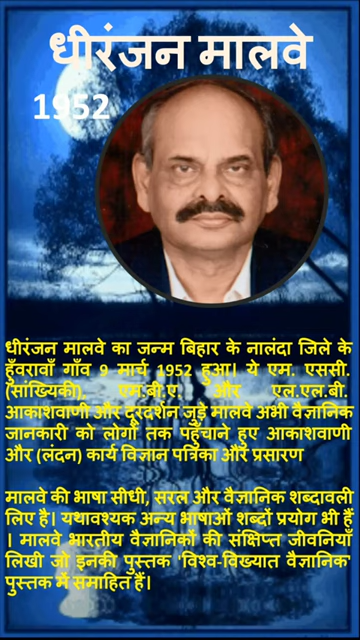 धीरंजन मालवे
1952
धीरंजन मालवे का जन्म बिहार के नालंदा जिले के
डुँवरावाँ गाँव 9 मार्च 1952 हुआ। ये एम. एससी.
(सांख्यिकी), एम.बी.ए. और एल.एल.बी.
आकाशवाणी और दूरदर्शन जुड़े मालवे अभी वैज्ञानिक
जानकारी को लोगों तक पहुँचाने हुए आकाशवाणी
और (लंदन) कार्य विज्ञान पत्रिका और प्रसारण
मालवे की भाषा सीधी, सरल और वैज्ञानिक शब्दावली
लिए है। यथावश्यक अन्य भाषाओं शब्दों प्रयोग भी हैं
। मालवे भारतीय वैज्ञानिकों की संक्षिप्त जीवनियाँ
लिखी जो इनकी पुस्तक 'विश्व-विख्यात वैज्ञानिक'
पुस्तक में समाहित हैं।